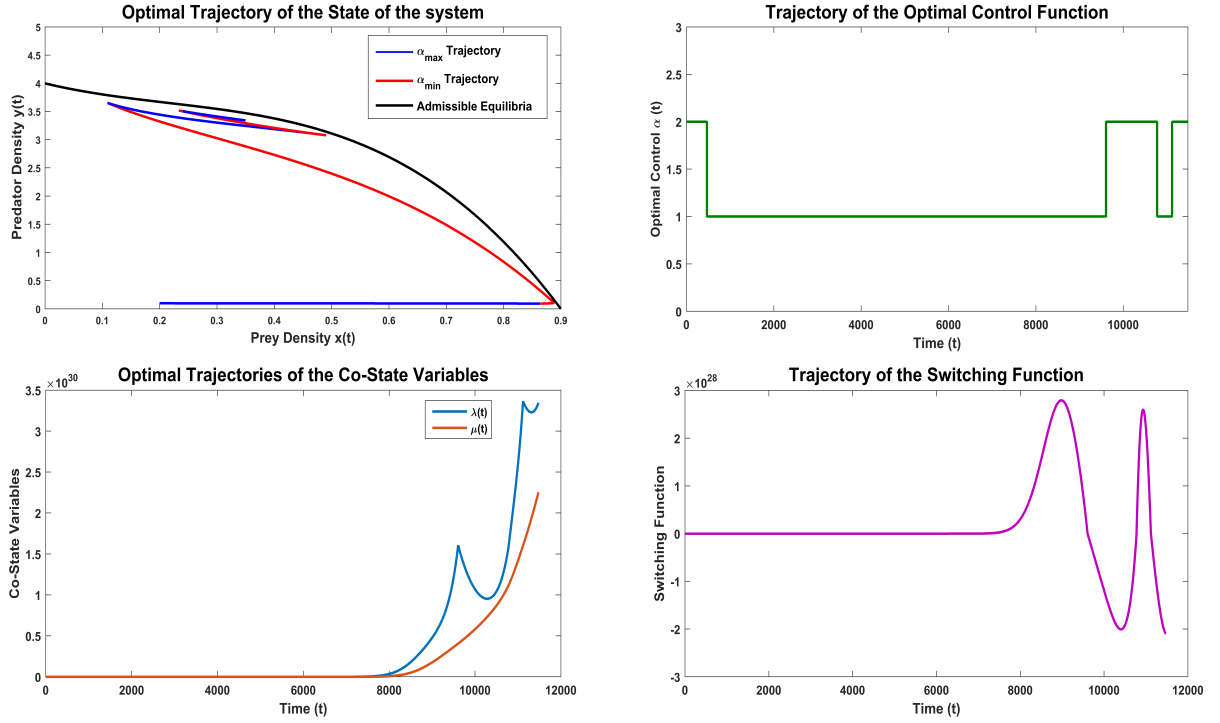 Optimal Trajectory of the State of the system
5
4.5
4
3.5
3
2.5
2
1.5
1
0.5
0
Predator Density y(t)
α_max Trajectory
α_min Trajectory
Admissible Equilibria
0 0.1 0.2 0.3 0.4 0.5 0.6 0.7 0.8 0.9
Prey Density x(t)
Trajectory of the Optimal Control Function
3
2.5
2
1.5
1
0.5
0
Optimal Control α (t)
0 2000 4000 6000 8000 10000
Time (t)
Optimal Trajectories of the Co-State Variables
×10^30
3.5
3
2.5
2
1.5
1
0.5
0
Co-State Variables
λ(t)
μ(t)
0 2000 4000 6000 8000 10000 12000
Time (t)
Trajectory of the Switching Function
×10^28
3
2
1
0
-1
-2
-3
Switching Function
0 2000 4000 6000 8000 10000 12000
Time (t)